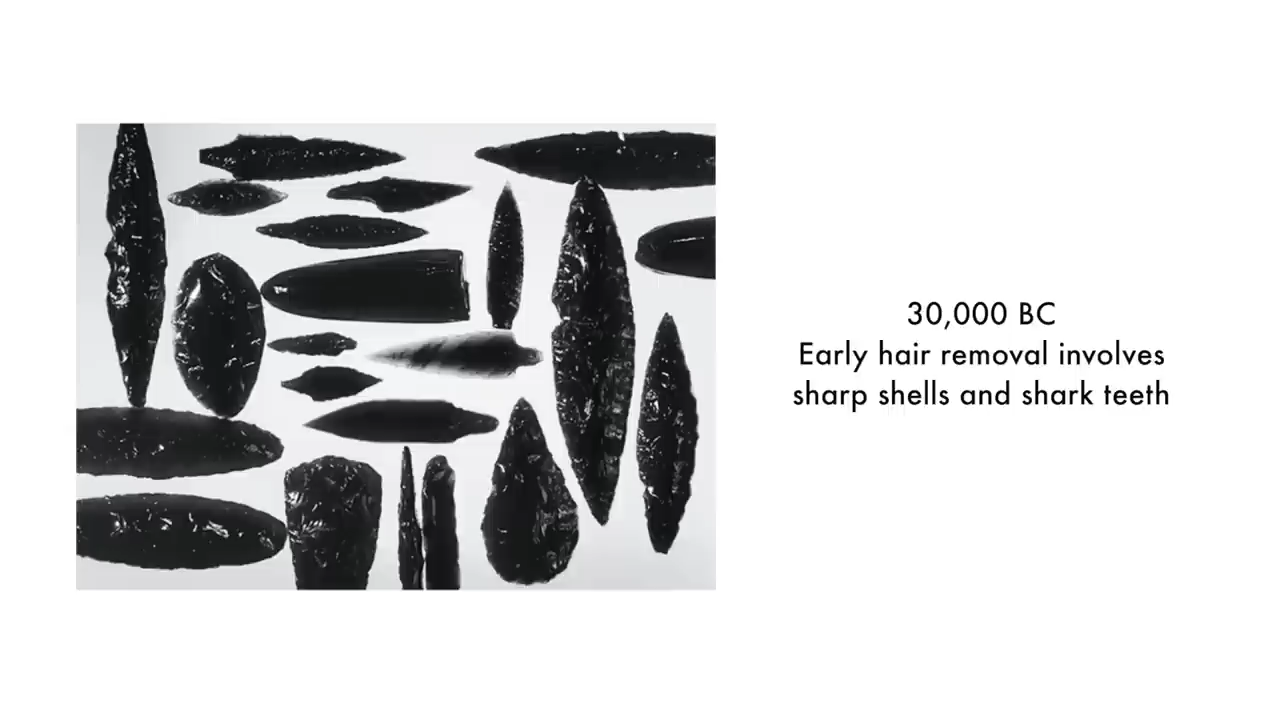 30,000 BC
Early hair removal involves
sharp shells and shark teeth